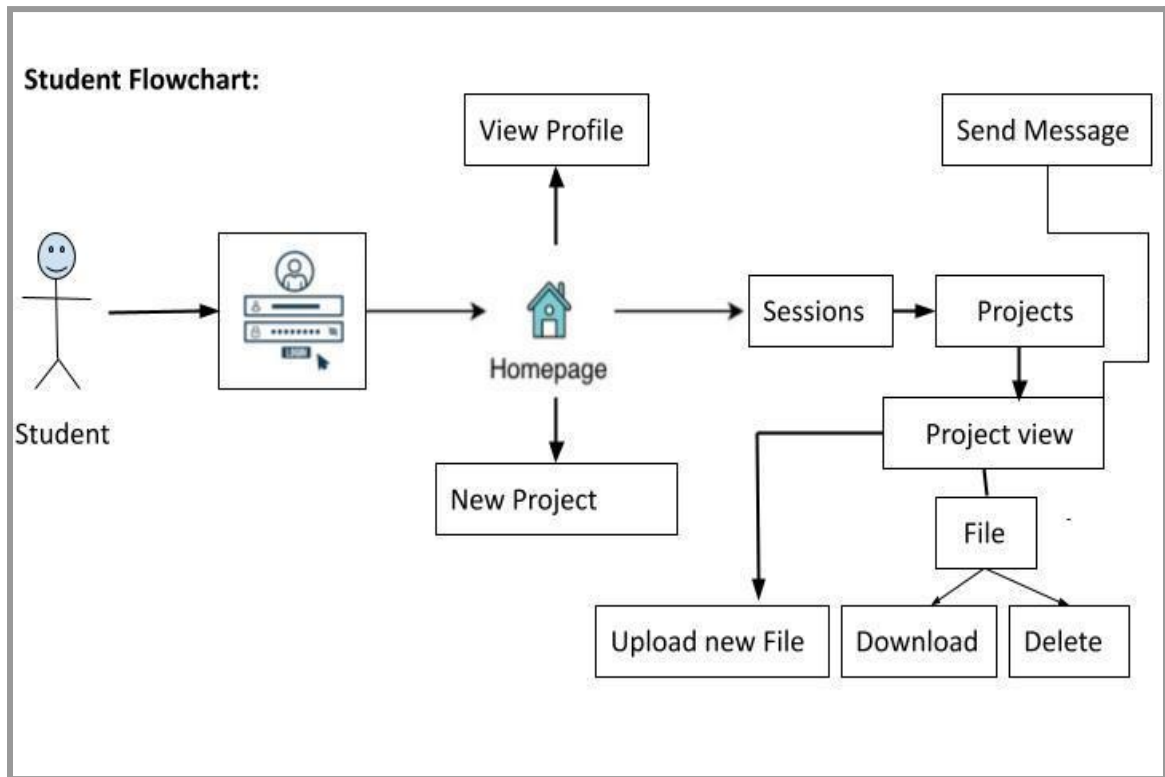 Student Flowchart:
View Profile
Send Message
Sessions
Projects
Homepage
Student
Project view
New Project
File
Upload new File
Download
Delete